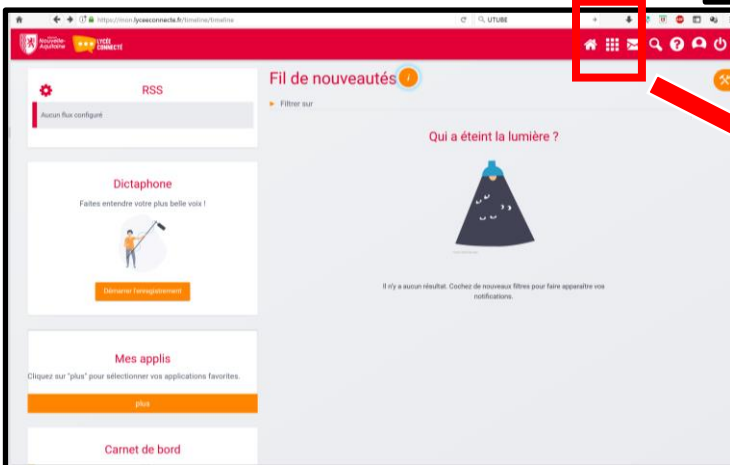 https://mon.lyceeconnecte.fr/timeline/timeline
UTUBE
Nouvelle-
Aquitaine
LYCÉE
CONNECTÉ
RSS
Aucun flux configuré
Fil de nouveautés i
Filtrer sur
Qui a éteint la lumière ?
Il n'y a aucun résultat. Cochez de nouveaux filtres pour faire apparaître vos
notifications.
Dictaphone
Faites entendre votre plus belle voix !
Démarrer l'enregistrement
Mes applis
Cliquez sur "plus" pour sélectionner vos applications favorites.
plus
Carnet de bord